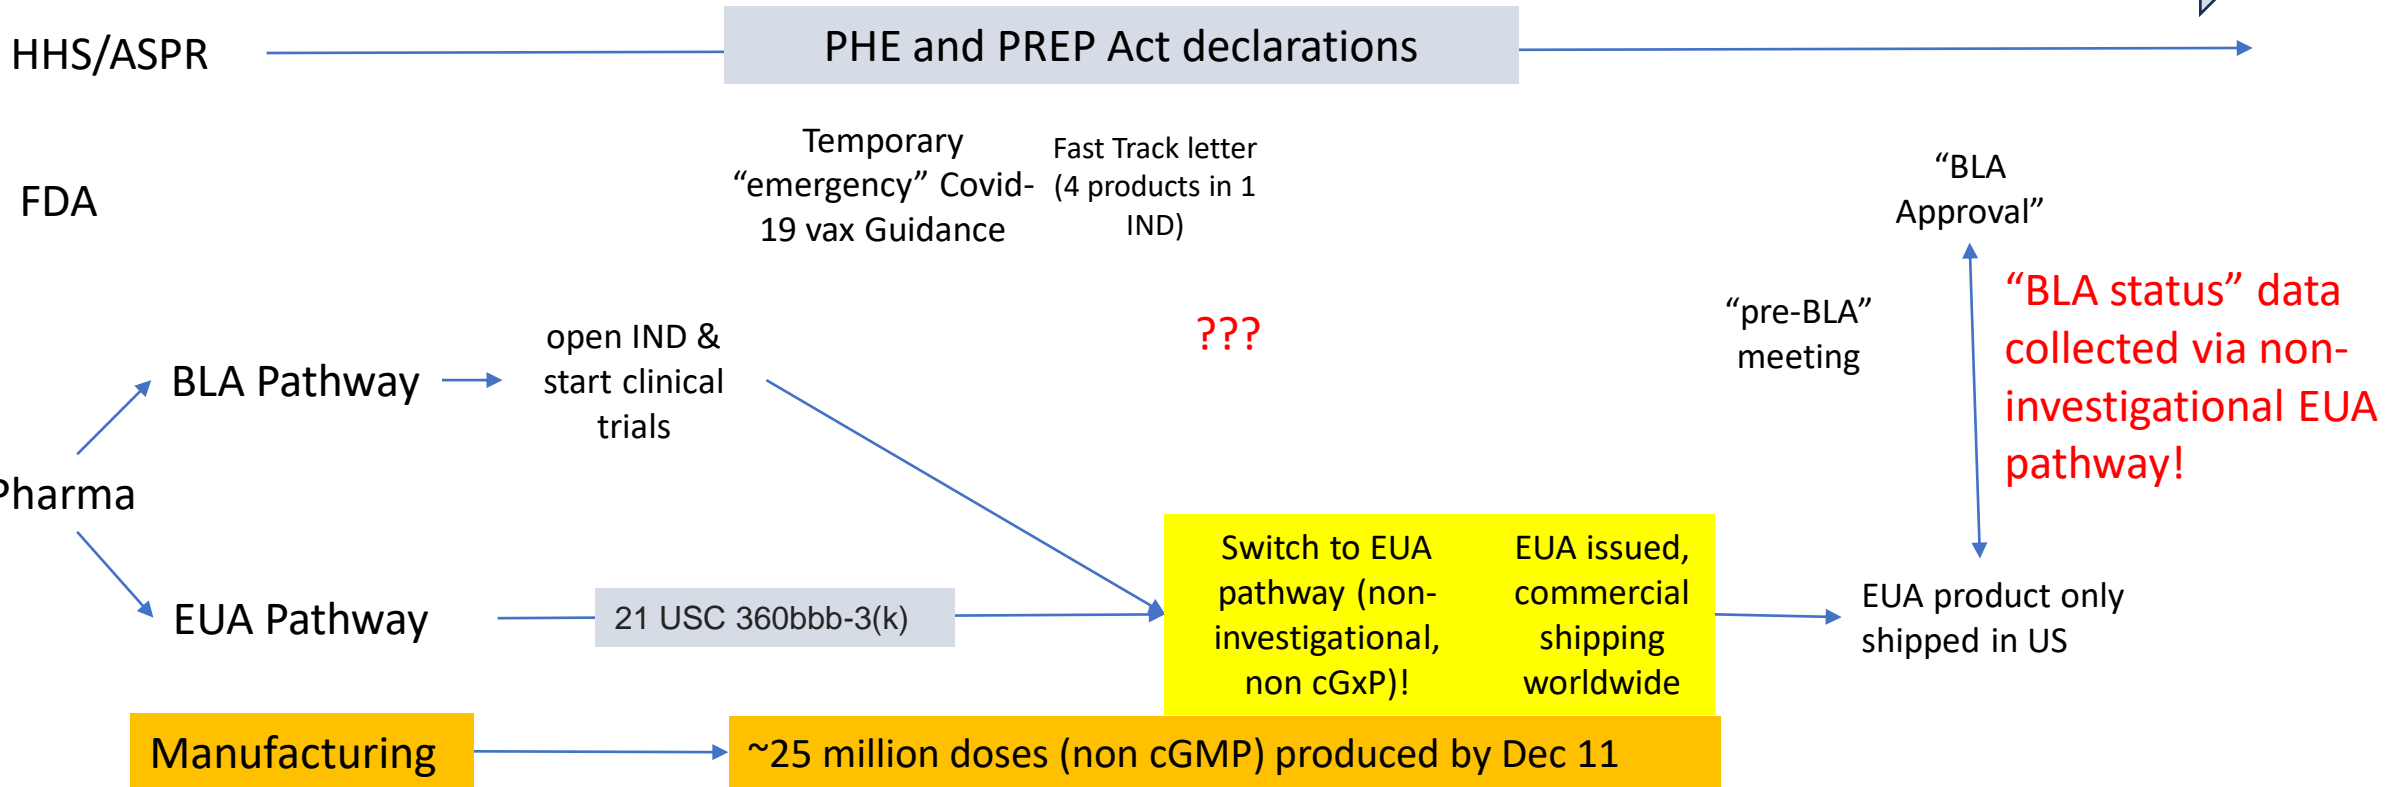 HHS/ASPR
PHE and PREP Act declarations
FDA
Temporary
“emergency” Covid-
19 vax Guidance
Fast Track letter
(4 products in 1
IND)
“BLA
Approval”
“BLA status” data
collected via non-
investigational EUA
pathway!
“pre-BLA”
meeting
???
open IND &
start clinical
trials
BLA Pathway
Pharma
EUA Pathway
21 USC 360bbb-3(k)
Switch to EUA
pathway (non-
investigational,
non cGxP)!
EUA issued,
commercial
shipping
worldwide
EUA product only
shipped in US
Manufacturing
~25 million doses (non cGMP) produced by Dec 11